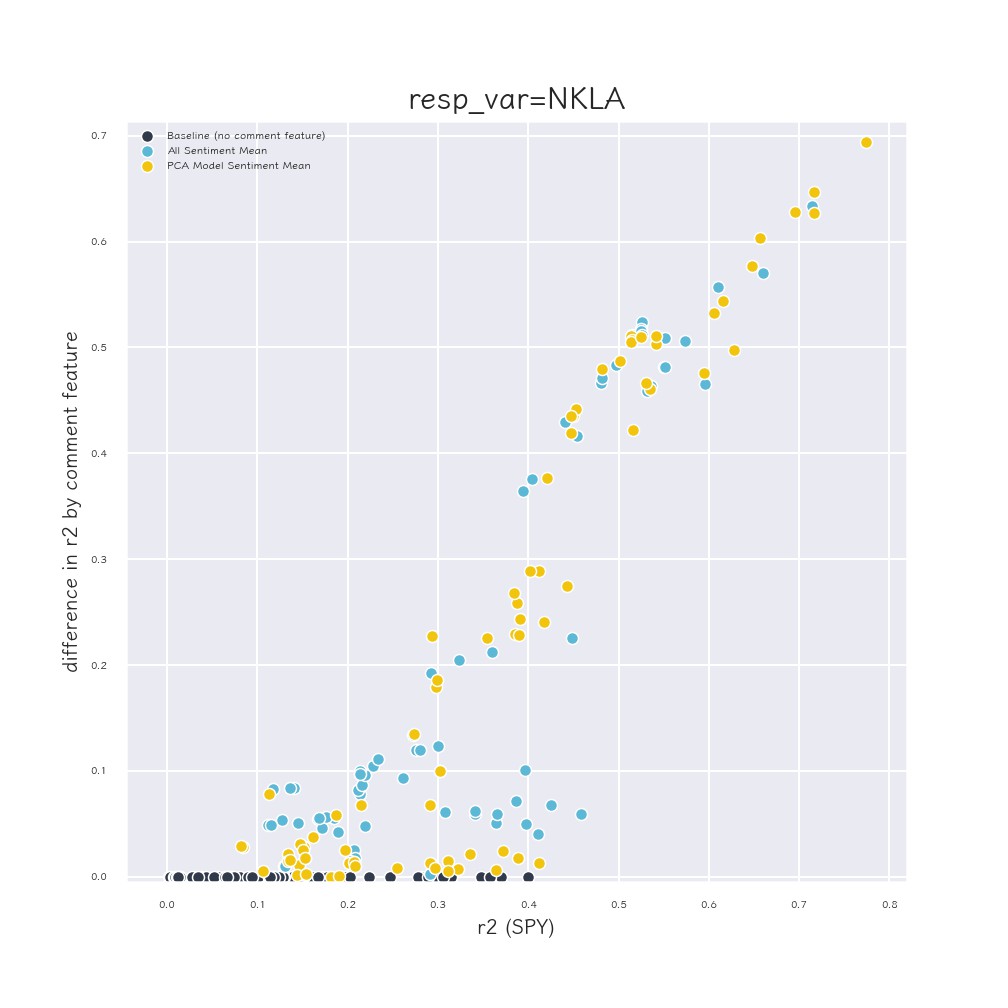 resp_var=NKLA
Baseline (no comment feature)
All Sentiment Mean
PCA Model Sentiment Mean
difference in r2 by comment feature
0.7
0.6
0.5
0.4
0.3
0.2
0.1
0.0
0.0 0.1 0.2 0.3 0.4 0.5 0.6 0.7 0.8
r2 (SPY)